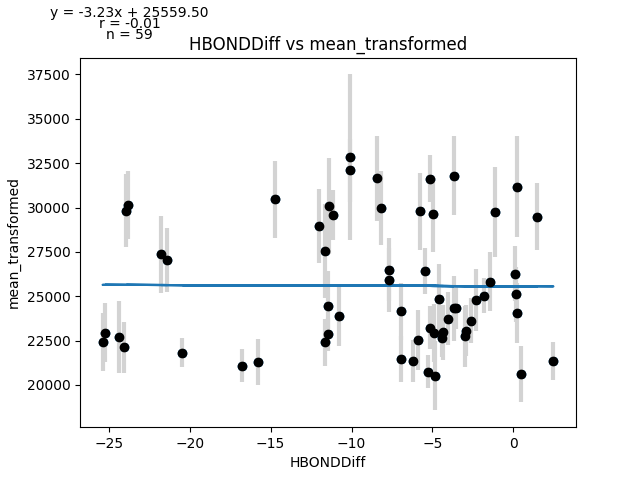 y = -3.23x + 25559.50
r = -0.01
n = 59
HBONDDiff vs mean_transformed
37500
35000
32500
30000
27500
25000
22500
20000
mean_transformed
−25 −20 −15 −10 −5 0
HBONDDiff